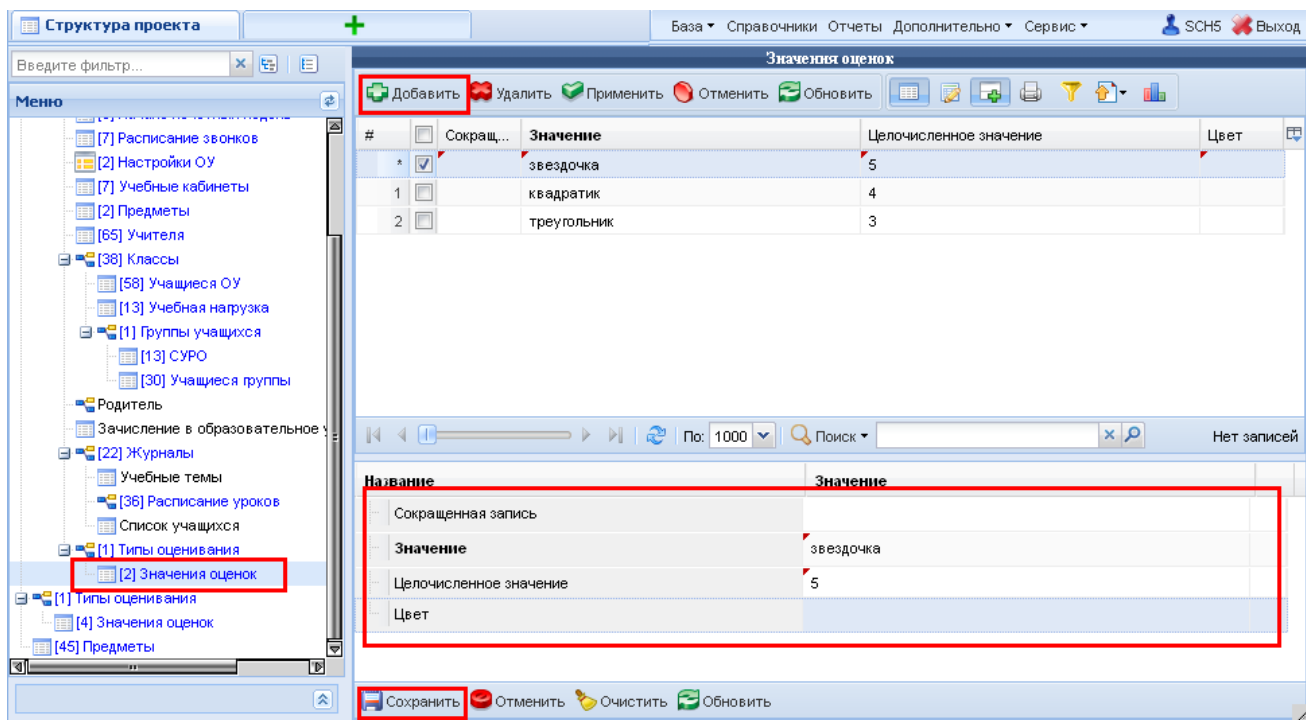 Структура проекта
База Справочники Отчеты Дополнительно Сервис SCH5 Выход
Введите фильтр...
Значения оценок
Меню
Добавить Удалить Применить Отменить Обновить
# Сокращ... Значение Целочисленное значение Цвет
* звездочка 5
1 квадратик 4
2 треугольник 3
[7] Расписание звонков
[2] Настройки ОУ
[7] Учебные кабинеты
[2] Предметы
[65] Учителя
[38] Классы
[58] Учащиеся ОУ
[13] Учебная нагрузка
[1] Группы учащихся
[13] СУРО
[30] Учащиеся группы
Родитель
Зачисление в образовательное
[22] Журналы
Учебные темы
[36] Расписание уроков
Список учащихся
[1] Типы оценивания
[2] Значения оценок
[1] Типы оценивания
[4] Значения оценок
[45] Предметы
По: 1000 Поиск Нет записей
Название Значение
Сокращенная запись
Значение звездочка
Целочисленное значение 5
Цвет
Сохранить Отменить Очистить Обновить